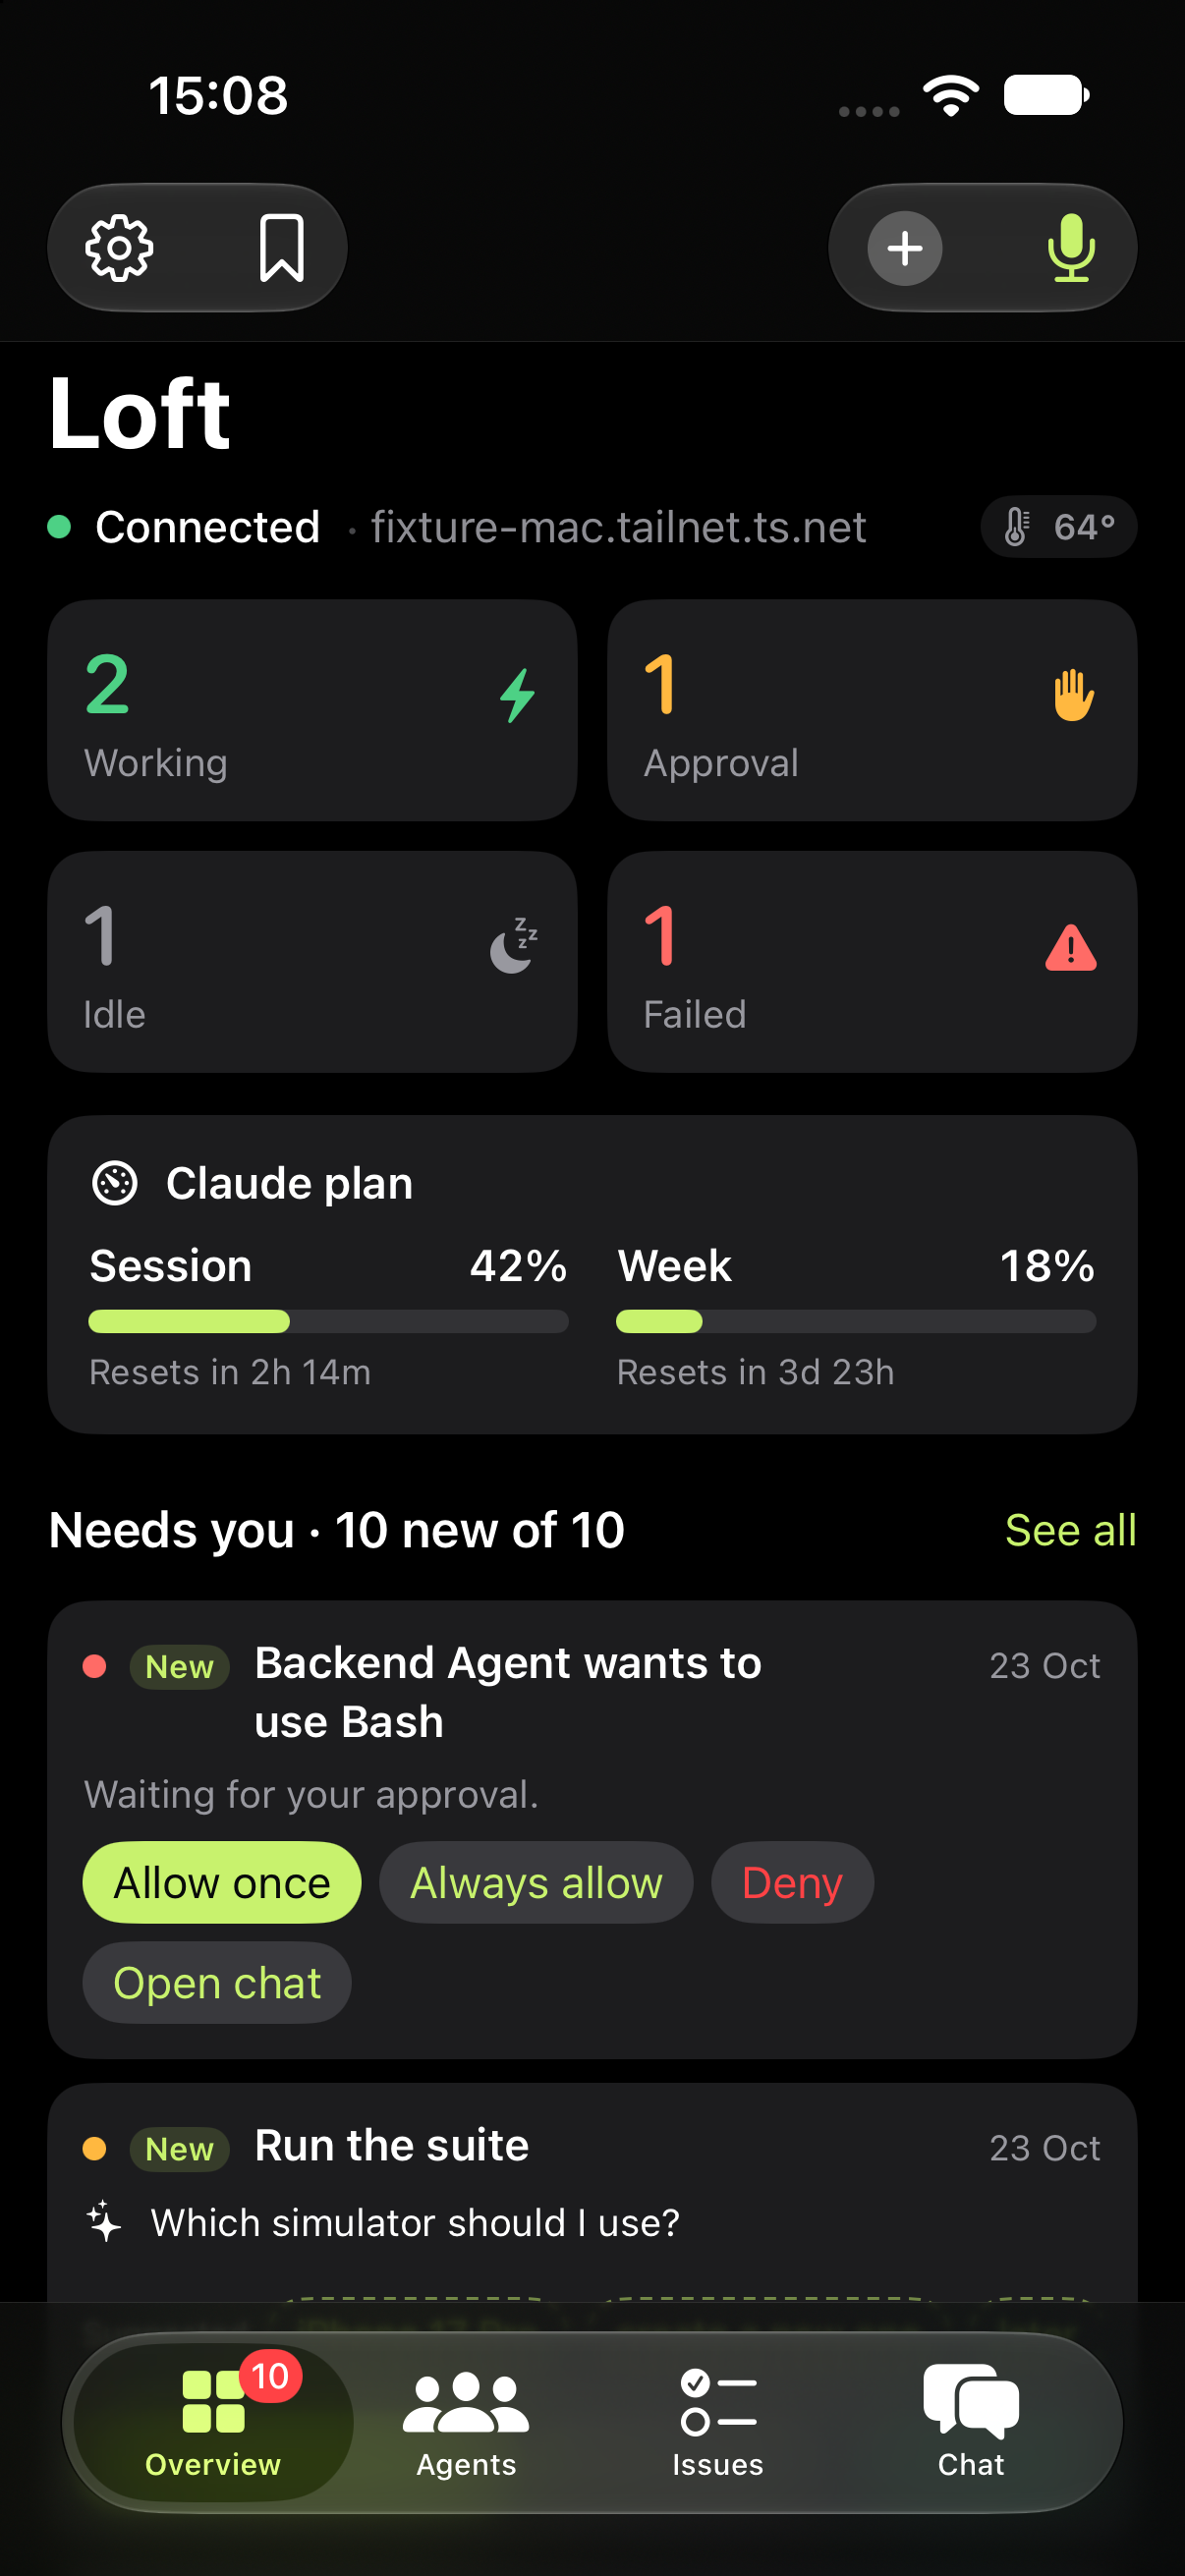 15:08
Loft
Connected · fixture-mac.tailnet.ts.net
64°
2
Working
1
Approval
1
Idle
1
Failed
Claude plan
Session 42%
Resets in 2h 14m
Week 18%
Resets in 3d 23h
Needs you · 10 new of 10
See all
New
Backend Agent wants to
use Bash
23 Oct
Waiting for your approval.
Allow once
Always allow
Deny
Open chat
New
Run the suite
23 Oct
Which simulator should I use?
10
Overview
Agents
Issues
Chat